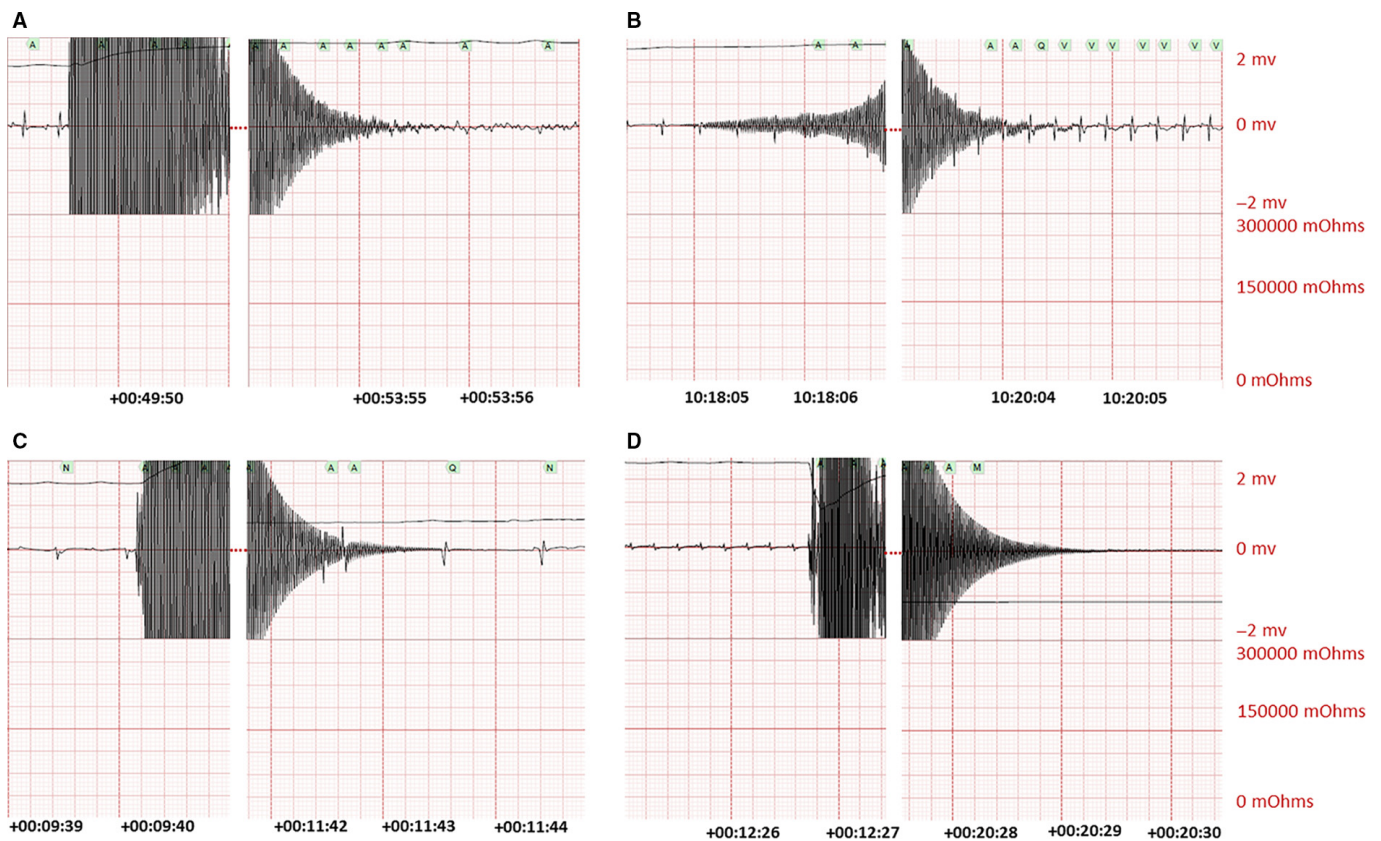 A
A A A A A
A A A A A A A A
+00:49:50
+00:53:55 +00:53:56
B
A A
A A A Q V V V V V V V
2 mv
0 mv
−2 mv
300000 mOhms
150000 mOhms
0 mOhms
10:18:05 10:18:06
10:20:04 10:20:05
C
N A A A A
A A A Q N
+00:09:39 +00:09:40
+00:11:42 +00:11:43 +00:11:44
D
A A A
A A A M
2 mv
0 mv
−2 mv
300000 mOhms
150000 mOhms
0 mOhms
+00:12:26 +00:12:27
+00:20:28 +00:20:29 +00:20:30